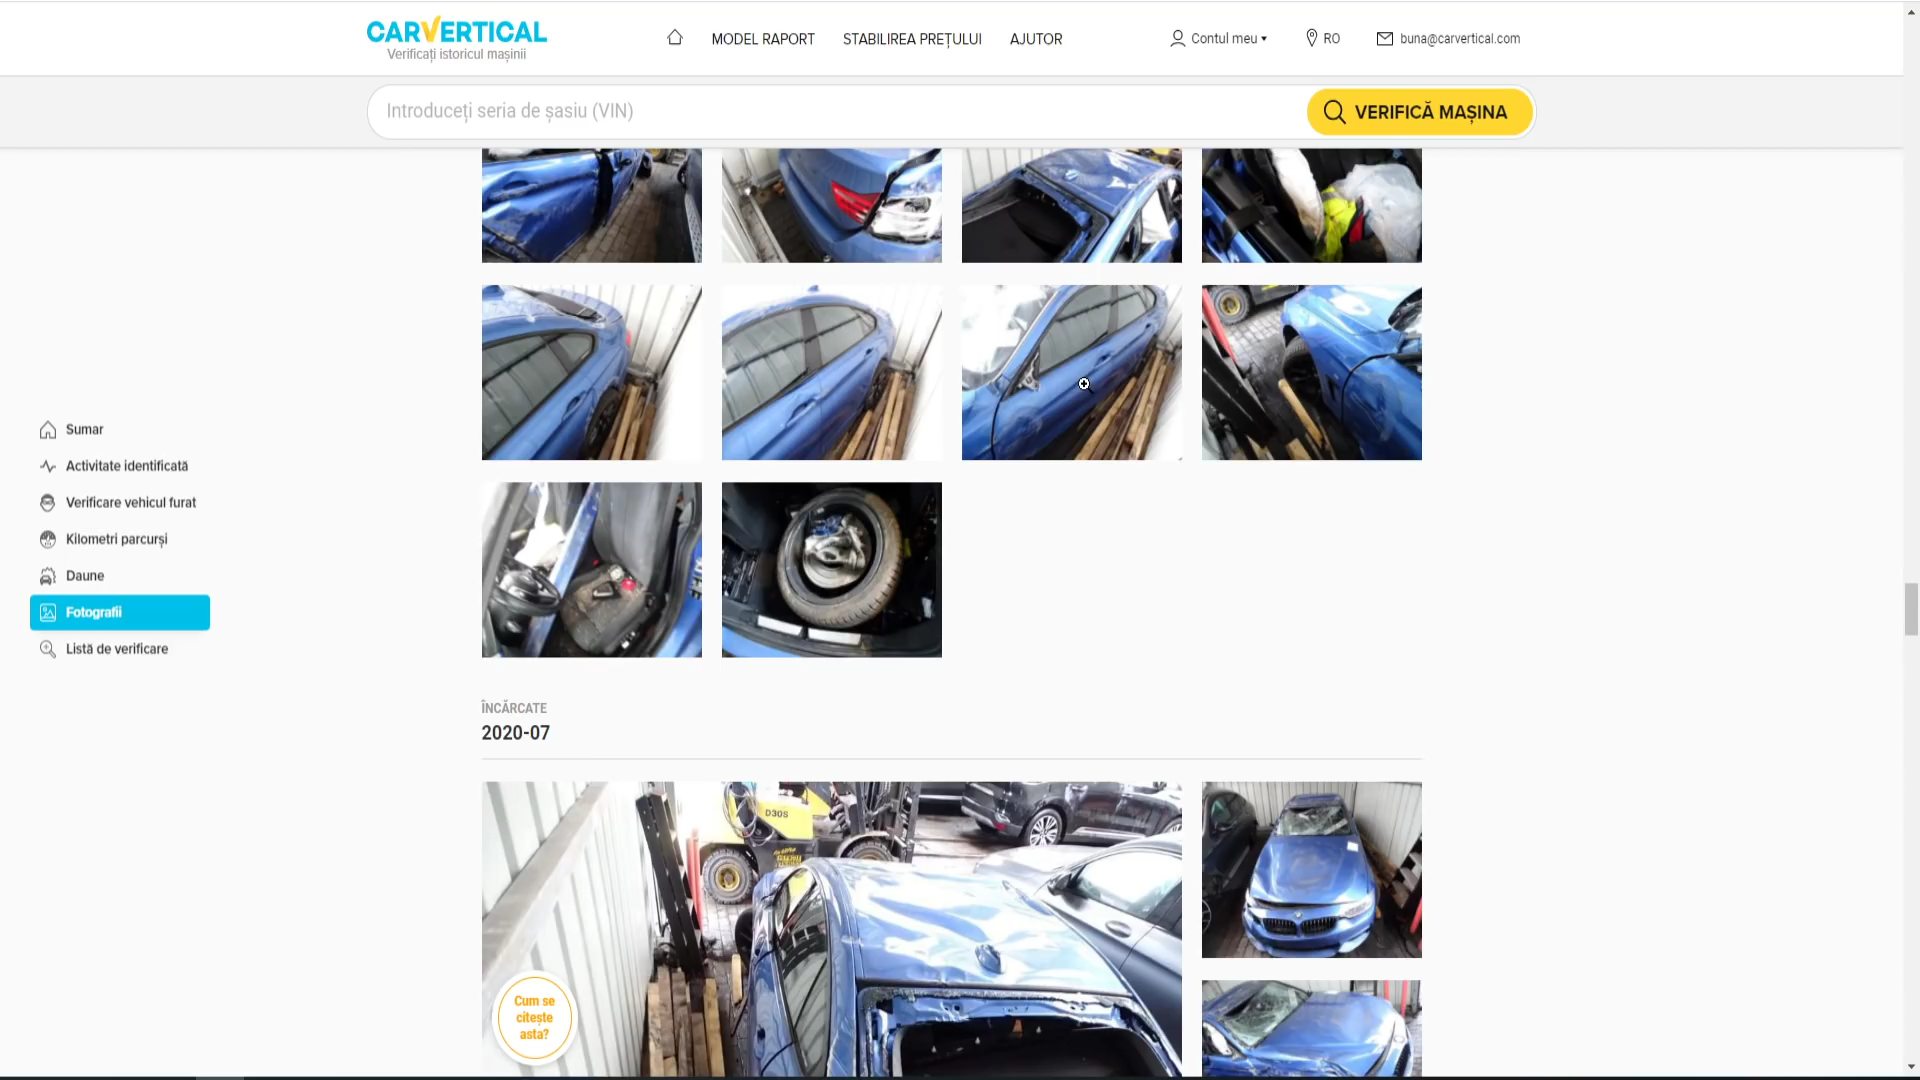 CARVERTICAL
Verificați istoricul mașinii
MODEL RAPORT
STABILIREA PREȚULUI
AJUTOR
Contul meu
RO
buna@carvertical.com
Introduceți seria de șasiu (VIN)
VERIFICĂ MAȘINA
Sumar
Activitate identificată
Verificare vehicul furat
Kilometri parcurși
Daune
Fotografii
Listă de verificare
ÎNCĂRCATE
2020-07
D30S
Cum se
citește
asta?